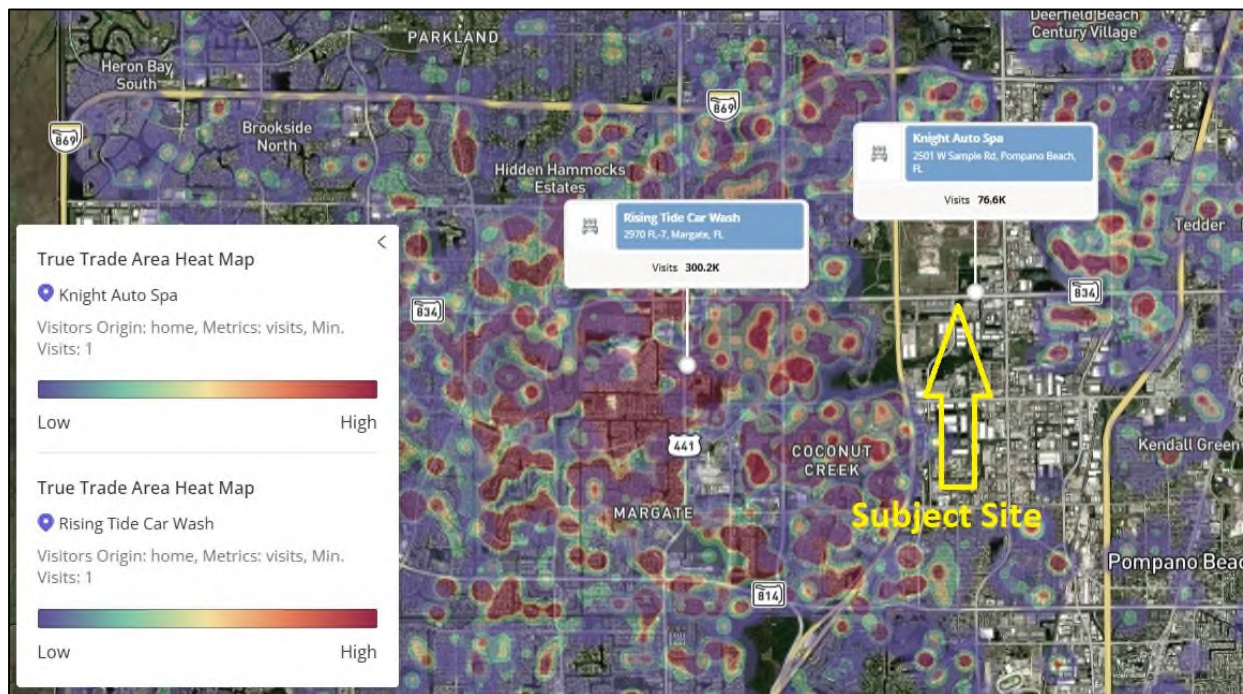 PARKLAND
Deerfield Beach
Century Village
Heron Bay
South
869
869
Brookside
North
Hidden Hammocks
Estates
Knight Auto Spa
2501 W Sample Rd, Pompano Beach,
FL
Visits 76.6K
Rising Tide Car Wash
2970 FL-7, Margate, FL
Visits 300.2K
Tedder
834
834
True Trade Area Heat Map
Knight Auto Spa
Visitors Origin: home, Metrics: visits, Min.
Visits: 1
Low High
True Trade Area Heat Map
Rising Tide Car Wash
Visitors Origin: home, Metrics: visits, Min.
Visits: 1
Low High
441
COCONUT
CREEK
Kendall Green
MARGATE
Subject Site
Pompano Beac
814